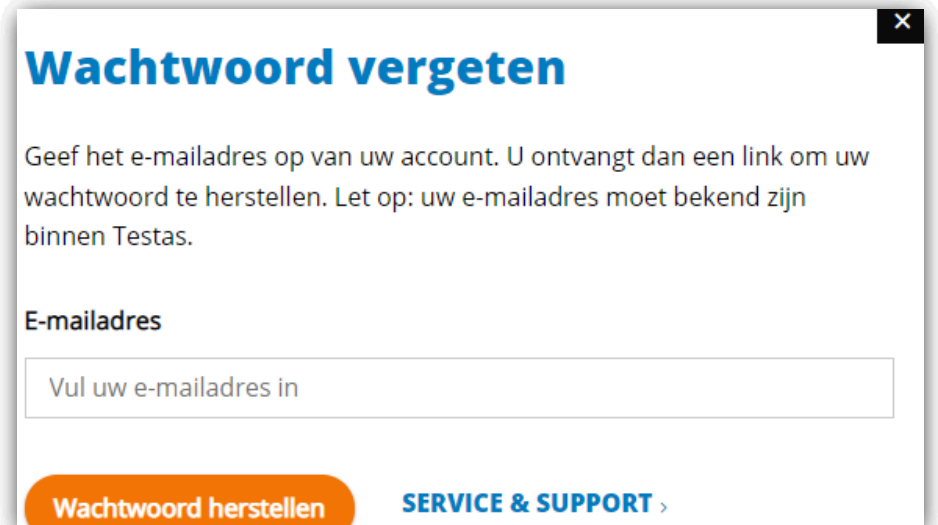 ×
Wachtwoord vergeten
Geef het e-mailadres op van uw account. U ontvangt dan een link om uw
wachtwoord te herstellen. Let op: uw e-mailadres moet bekend zijn
binnen Testas.
E-mailadres
Vul uw e-mailadres in
Wachtwoord herstellen SERVICE & SUPPORT ›